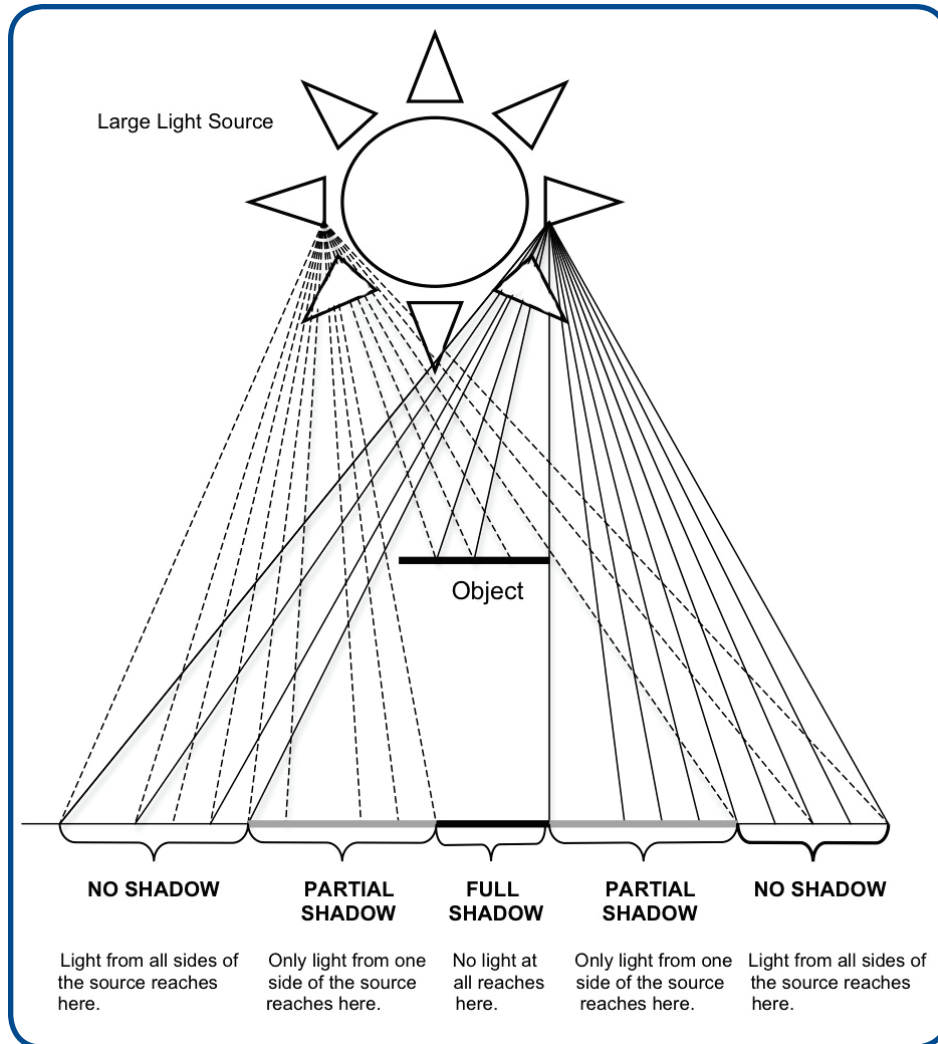 Large Light Source
Object
NO SHADOW
PARTIAL
SHADOW
FULL
SHADOW
PARTIAL
SHADOW
NO SHADOW
Light from all sides of
the source reaches
here.
Only light from one
side of the source
reaches here.
No light at
all reaches
here.
Only light from one
side of the source
reaches here.
Light from all sides of
the source reaches
here.